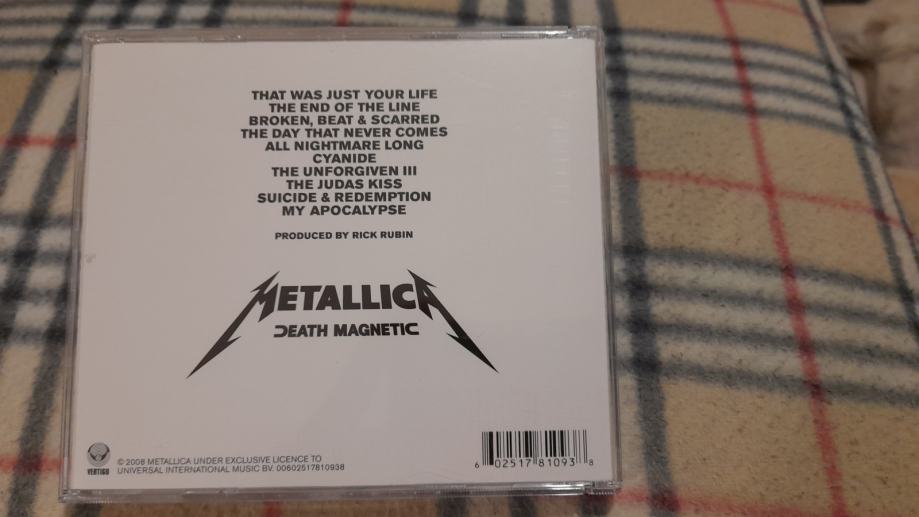 THAT WAS JUST YOUR LIFE
THE END OF THE LINE
BROKEN, BEAT & SCARRED
THE DAY THAT NEVER COMES
ALL NIGHTMARE LONG
CYANIDE
THE UNFORGIVEN III
THE JUDAS KISS
SUICIDE & REDEMPTION
MY APOCALYPSE
PRODUCED BY RICK RUBIN
METALLICA
DEATH MAGNETIC
VERTIGO
© 2008 METALLICA UNDER EXCLUSIVE LICENCE TO
UNIVERSAL INTERNATIONAL MUSIC BV. 00602517810938
6 02517 81093 8